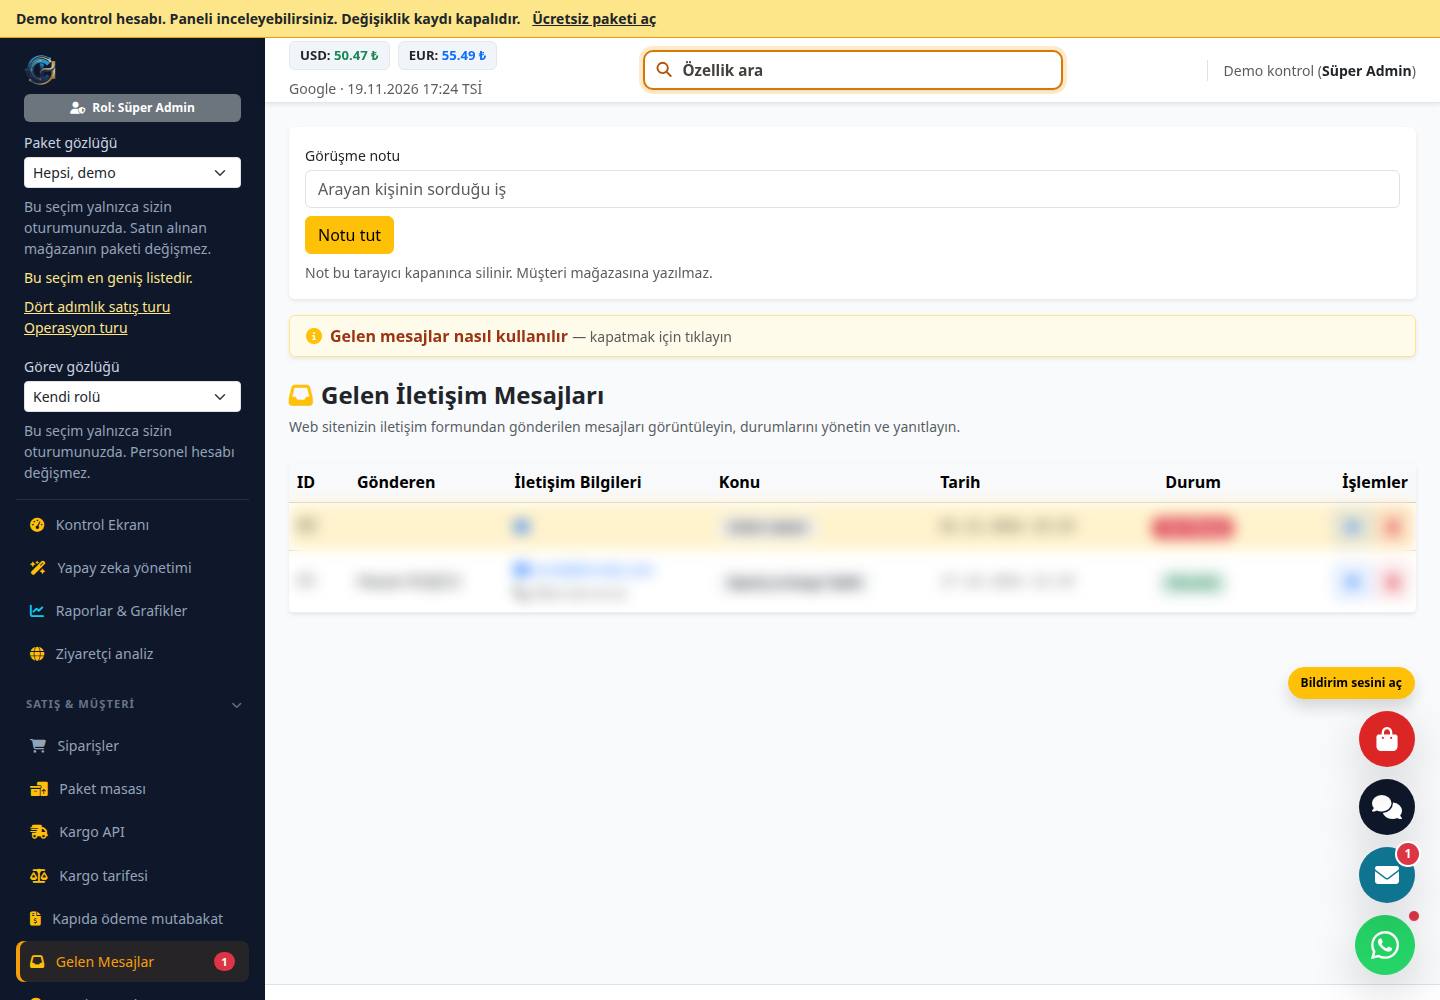 Demo kontrol hesabı. Paneli inceleyebilirsiniz. Değişiklik kaydı kapalıdır. Ücretsiz paketi aç
USD: 50.47 ₺ EUR: 55.49 ₺
Google · 19.11.2026 17:24 TSİ
Özellik ara
Demo kontrol (Süper Admin)
Rol: Süper Admin
Paket gözlüğü
Hepsi, demo
Bu seçim yalnızca sizin
oturumunuzda. Satın alınan
mağazanın paketi değişmez.
Bu seçim en geniş listedir.
Dört adımlık satış turu
Operasyon turu
Görev gözlüğü
Kendi rolü
Bu seçim yalnızca sizin
oturumunuzda. Personel hesabı
değişmez.
Kontrol Ekranı
Yapay zeka yönetimi
Raporlar & Grafikler
Ziyaretçi analiz
SATIŞ & MÜŞTERİ
Siparişler
Paket masası
Kargo API
Kargo tarifesi
Kapıda ödeme mutabakat
Gelen Mesajlar 1
Görüşme notu
Arayan kişinin sorduğu iş
Notu tut
Not bu tarayıcı kapanınca silinir. Müşteri mağazasına yazılmaz.
Gelen mesajlar nasıl kullanılır — kapatmak için tıklayın
Gelen İletişim Mesajları
Web sitenizin iletişim formundan gönderilen mesajları görüntüleyin, durumlarını yönetin ve yanıtlayın.
ID Gönderen İletişim Bilgileri Konu Tarih Durum İşlemler
Bildirim sesini aç
1